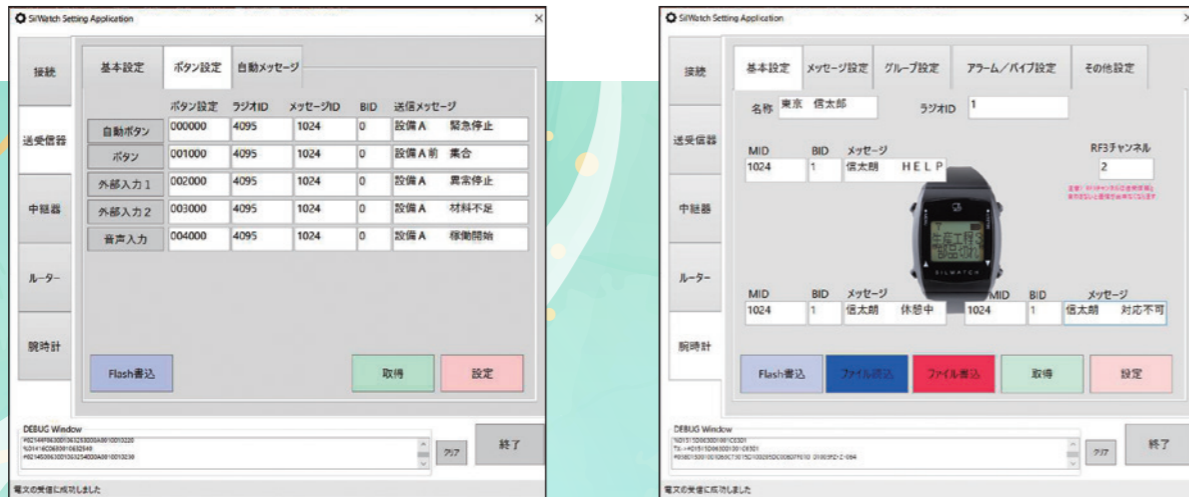 SilWatch Setting Application
接続
送受信器
中継器
ルーター
腕時計
基本設定 ボタン設定 自動メッセージ
ボタン設定 ラジオID メッセージID BID 送信メッセージ
自動ボタン 000000 4095 1024 0 設備A 緊急停止
ボタン 001000 4095 1024 0 設備A前 集合
外部入力1 002000 4095 1024 0 設備A 異常停止
外部入力2 003000 4095 1024 0 設備A 材料不足
音声入力 004000 4095 1024 0 設備A 稼働開始
Flash書込 取得 設定
DEBUG Window
クリア 終了
電文の受信に成功しました
SilWatch Setting Application
接続
送受信器
中継器
ルーター
腕時計
基本設定 メッセージ設定 グループ設定 アラーム/バイブ設定 その他設定
名称 東京 信太郎 ラジオID 1
MID BID メッセージ RF3チャンネル
1024 1 信太朗 HELP 2
SILWATCH
MID BID メッセージ MID BID メッセージ
1024 1 信太朗 休憩中 1024 1 信太朗 対応不可
Flash書込 ファイル読込 ファイル書込 取得 設定
DEBUG Window
クリア 終了
電文の受信に成功しました